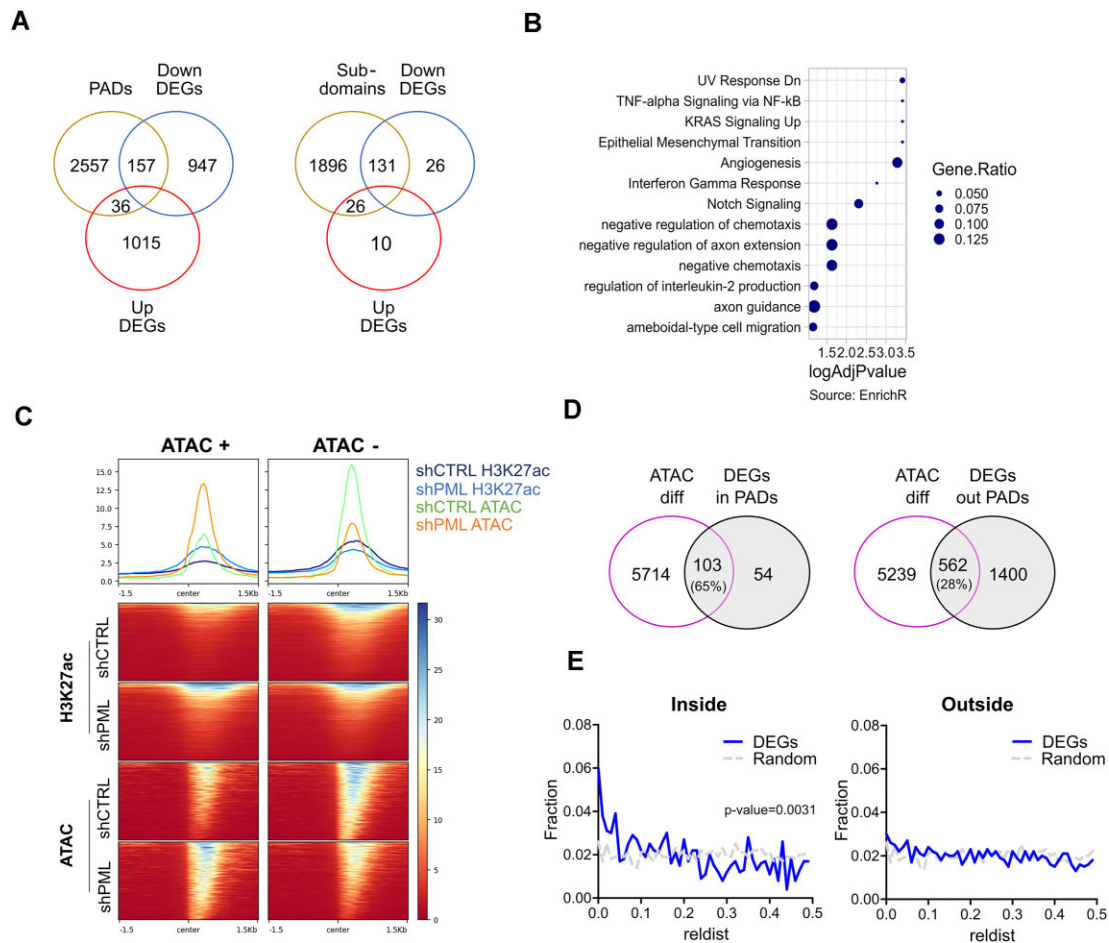 A
PADs
Down
DEGs
2557
157
947
36
1015
Up
DEGs
Sub-
domains
Down
DEGs
1896
131
26
26
10
Up
DEGs
B
UV Response Dn
TNF-alpha Signaling via NF-kB
KRAS Signaling Up
Epithelial Mesenchymal Transition
Angiogenesis
Interferon Gamma Response
Notch Signaling
negative regulation of chemotaxis
negative regulation of axon extension
negative chemotaxis
regulation of interleukin-2 production
axon guidance
ameboidal-type cell migration
1.5 2.0 2.5 3.0 3.5
logAdjPvalue
Source: EnrichR
Gene.Ratio
0.050
0.075
0.100
0.125
C
ATAC +
ATAC -
15.0
12.5
10.0
7.5
5.0
2.5
0.0
-1.5 center 1.5Kb
-1.5 center 1.5Kb
shCTRL H3K27ac
shPML H3K27ac
shCTRL ATAC
shPML ATAC
H3K27ac
shCTRL
shPML
ATAC
shCTRL
shPML
30
25
20
15
10
5
0
-1.5 center 1.5Kb
-1.5 center 1.5Kb
D
ATAC
diff
DEGs
in PADs
5714
103
(65%)
54
ATAC
diff
DEGs
out PADs
5239
562
(28%)
1400
E
Inside
Fraction
0.08
0.06
0.04
0.02
0.00
DEGs
Random
p-value=0.0031
0.0 0.1 0.2 0.3 0.4 0.5
reldist
Outside
Fraction
0.08
0.06
0.04
0.02
0.00
DEGs
Random
0.0 0.1 0.2 0.3 0.4 0.5
reldist